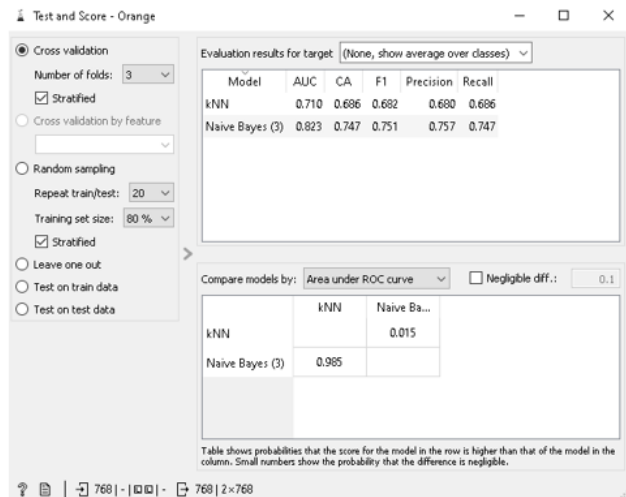 Test and Score - Orange
Cross validation
Number of folds: 3
Stratified
Cross validation by feature
Random sampling
Repeat train/test: 20
Training set size: 80 %
Stratified
Leave one out
Test on train data
Test on test data
Evaluation results for target (None, show average over classes)
Model AUC CA F1 Precision Recall
kNN 0.710 0.686 0.682 0.680 0.686
Naive Bayes (3) 0.823 0.747 0.751 0.757 0.747
Compare models by: Area under ROC curve Negligible diff.: 0.1
kNN Naive Ba...
kNN 0.015
Naive Bayes (3) 0.985
Table shows probabilities that the score for the model in the row is higher than that of the model in the
column. Small numbers show the probability that the difference is negligible.
? 768 | - | - 768 | 2×768